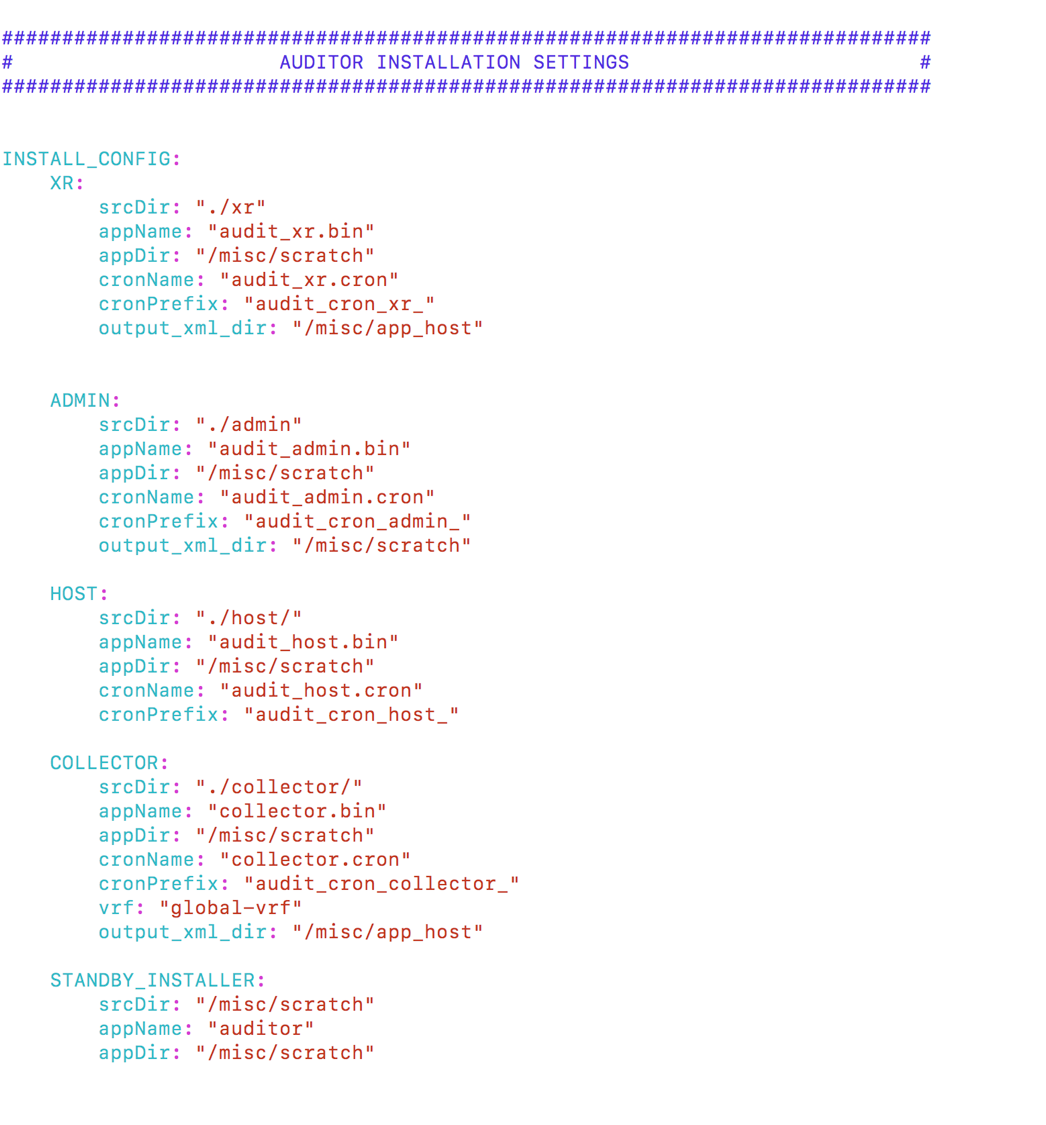 #############################################################################
#                      AUDITOR INSTALLATION SETTINGS                        #
#############################################################################
INSTALL_CONFIG:
    XR:
        srcDir: "./xr"
        appName: "audit_xr.bin"
        appDir: "/misc/scratch"
        cronName: "audit_xr.cron"
        cronPrefix: "audit_cron_xr_"
        output_xml_dir: "/misc/app_host"
    ADMIN:
        srcDir: "./admin"
        appName: "audit_admin.bin"
        appDir: "/misc/scratch"
        cronName: "audit_admin.cron"
        cronPrefix: "audit_cron_admin_"
        output_xml_dir: "/misc/scratch"
    HOST:
        srcDir: "./host/"
        appName: "audit_host.bin"
        appDir: "/misc/scratch"
        cronName: "audit_host.cron"
        cronPrefix: "audit_cron_host_"
    COLLECTOR:
        srcDir: "./collector/"
        appName: "collector.bin"
        appDir: "/misc/scratch"
        cronName: "collector.cron"
        cronPrefix: "audit_cron_collector_"
        vrf: "global-vrf"
        output_xml_dir: "/misc/app_host"
    STANDBY_INSTALLER:
        srcDir: "/misc/scratch"
        appName: "auditor"
        appDir: "/misc/scratch"